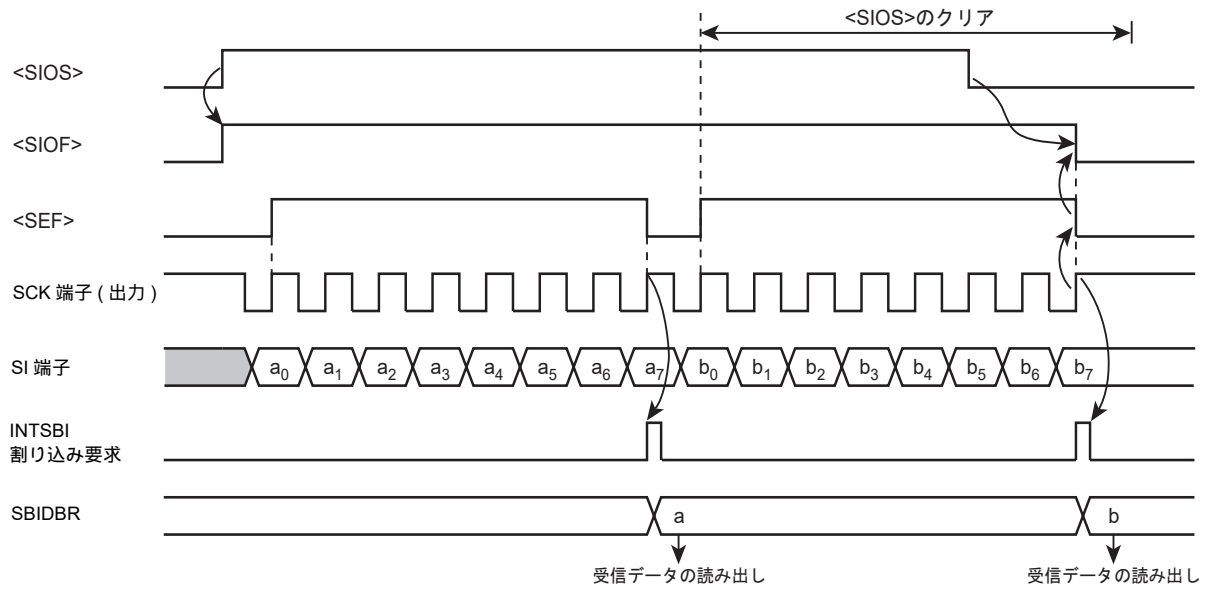 <SIOS>のクリア
<SIOS>
<SIOF>
<SEF>
SCK 端子 ( 出力 )
SI 端子
a0 a1 a2 a3 a4 a5 a6 a7 b0 b1 b2 b3 b4 b5 b6 b7
INTSBI
割り込み要求
SBIDBR
a b
受信データの読み出し 受信データの読み出し